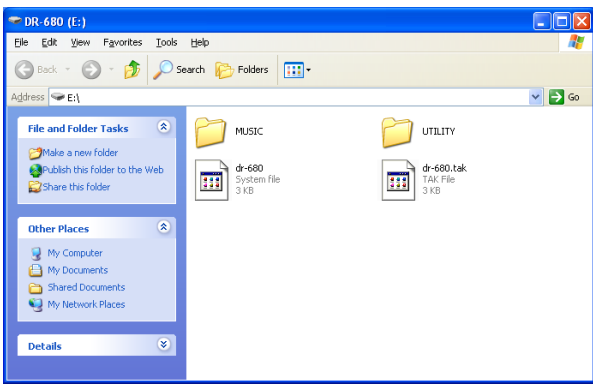 DR-680 (E:)
File Edit View Favorites Tools Help
Back Search Folders
Address E:\ Go
File and Folder Tasks
Make a new folder
Publish this folder to the Web
Share this folder
Other Places
My Computer
My Documents
Shared Documents
My Network Places
Details
MUSIC UTILITY
dr-680 dr-680.tak
System file TAK File
3 KB 3 KB